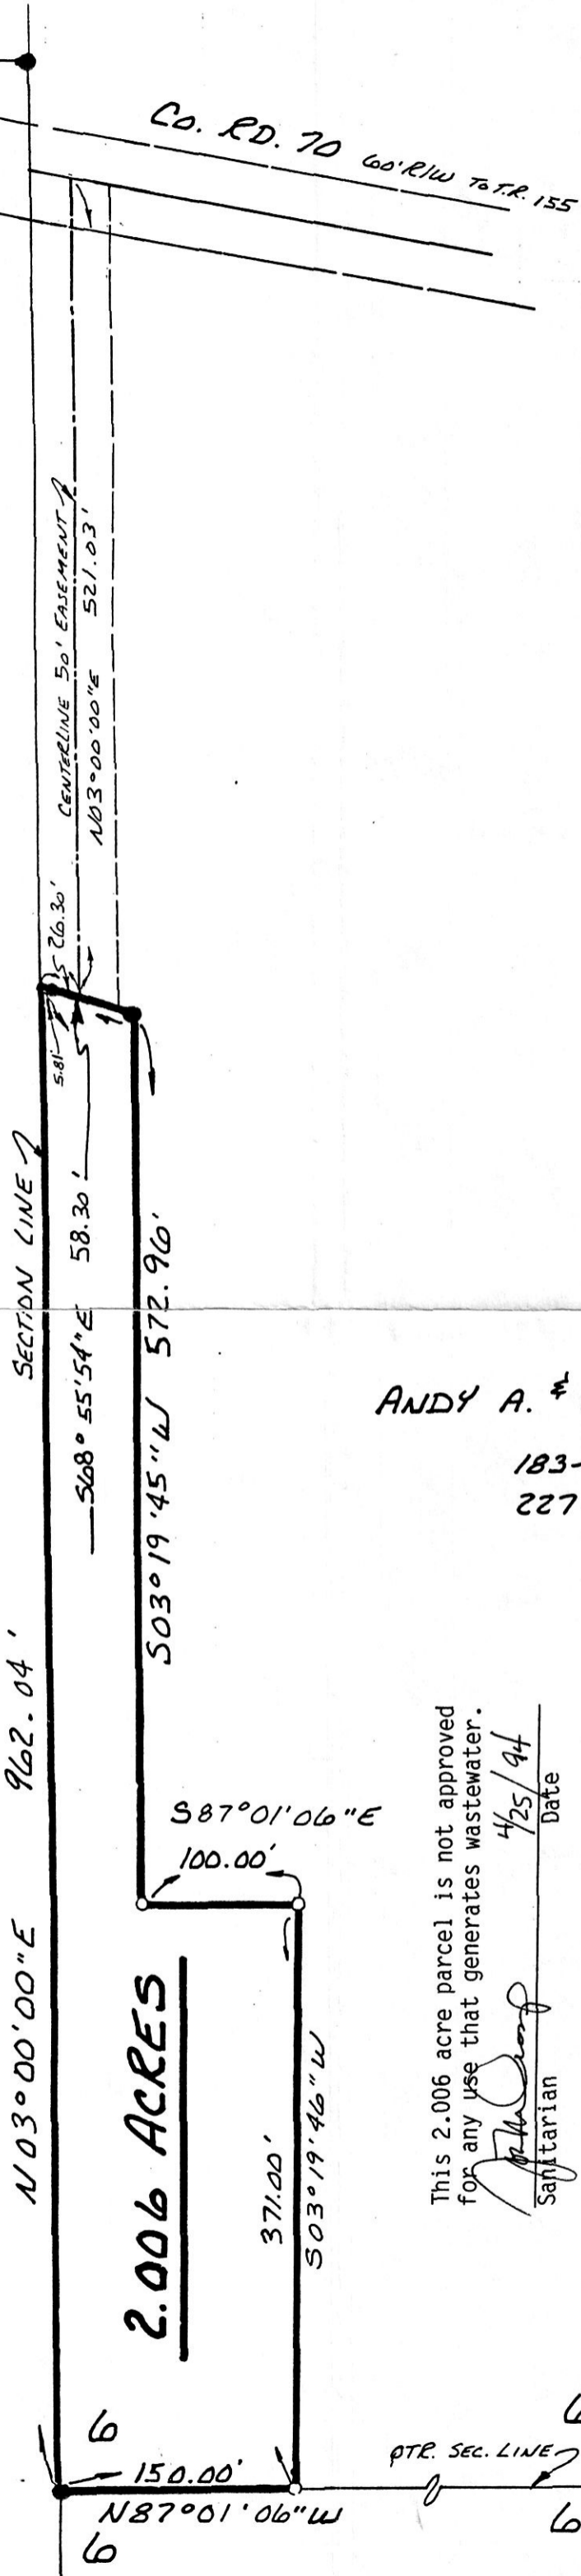 CO. RD. 70 60' R/W TO T.R. 155
CENTERLINE 50' EASEMENT
N03°00'00"E 521.03'
26.30'
5.81'
SECTION LINE
S68°55'54"E 58.30'
S03°19'45"W 572.96'
ANDY A. &
183-
227
962.04'
N03°00'00"E
S87°01'06"E
100.00'
2.006 ACRES
371.00'
S03°19'46"W
This 2.006 acre parcel is not approved
for any use that generates wastewater.
4/25/94
Sanitarian Date
6
150.00'
N87°01'06"W
6
QTR. SEC. LINE
6